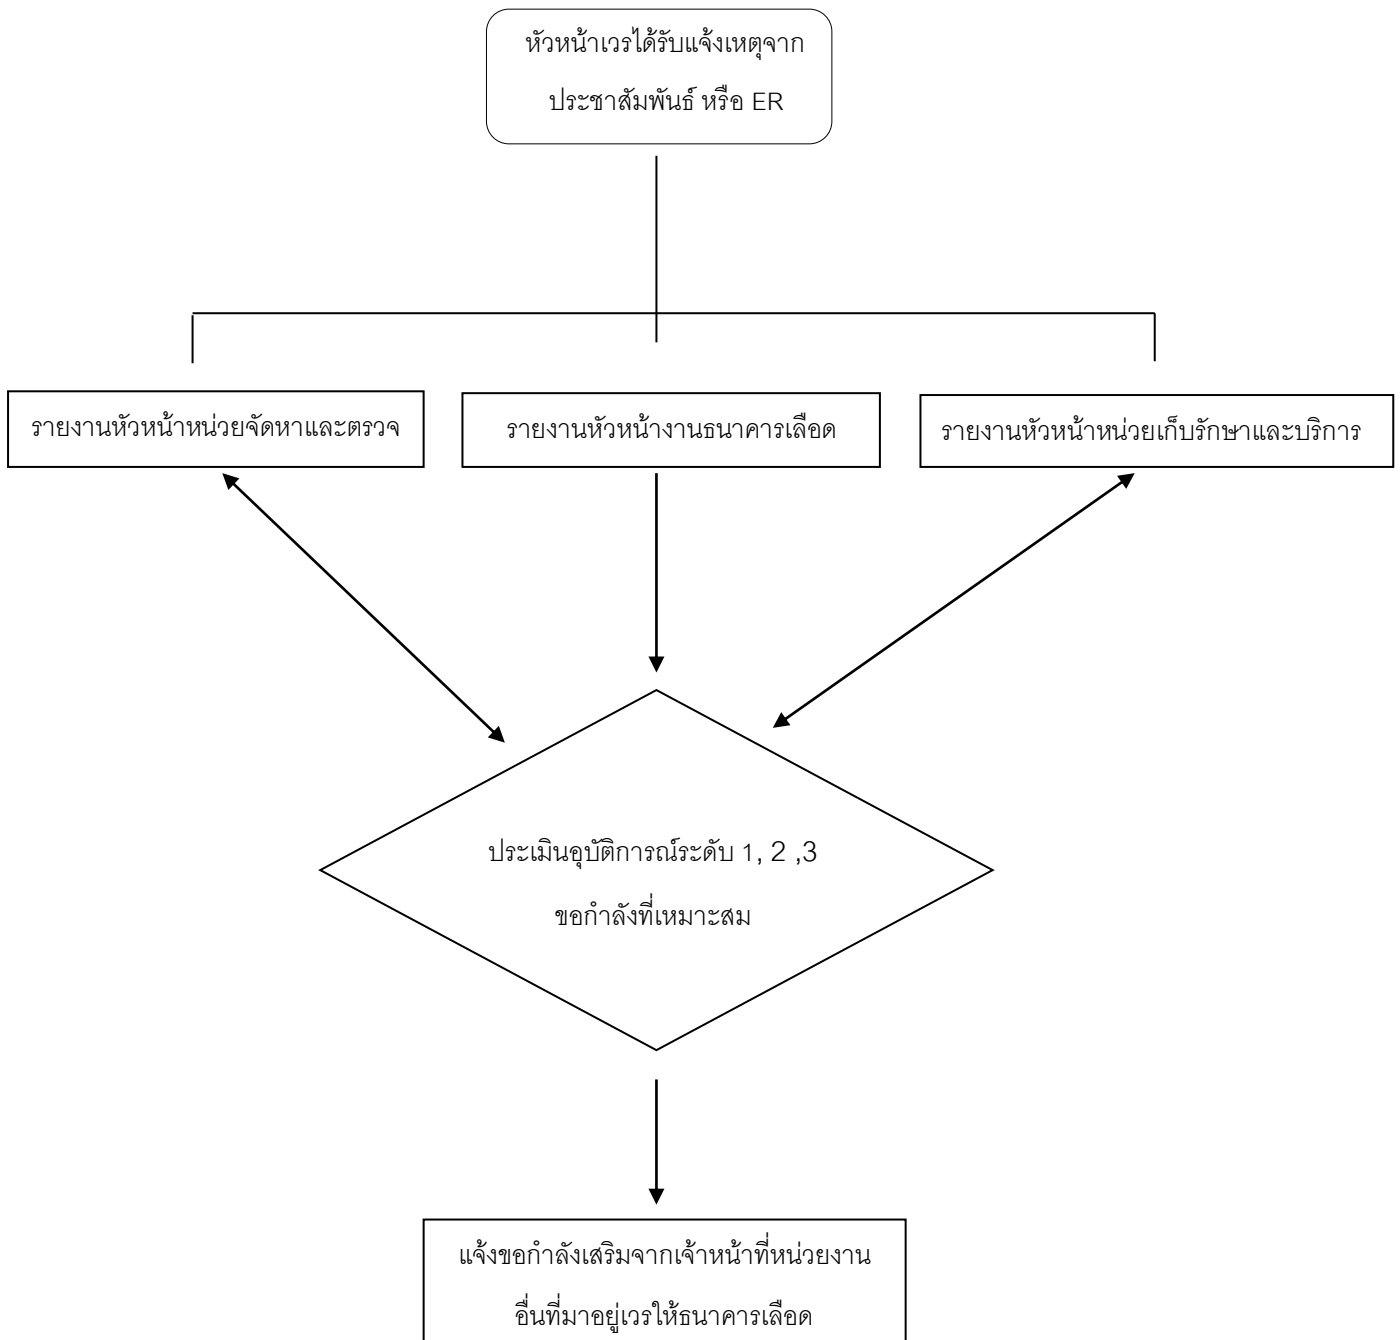 หัวหน้าเวรได้รับแจ้งเหตุจาก
ประชาสัมพันธ์ หรือ ER
รายงานหัวหน้าหน่วยจัดหาและตรวจ
รายงานหัวหน้างานธนาคารเลือด
รายงานหัวหน้าหน่วยเก็บรักษาและบริการ
ประเมินอุบัติการณ์ระดับ 1, 2 ,3
ขอกำลังที่เหมาะสม
แจ้งขอกำลังเสริมจากเจ้าหน้าที่หน่วยงาน
อื่นที่มาอยู่เวรให้ธนาคารเลือด